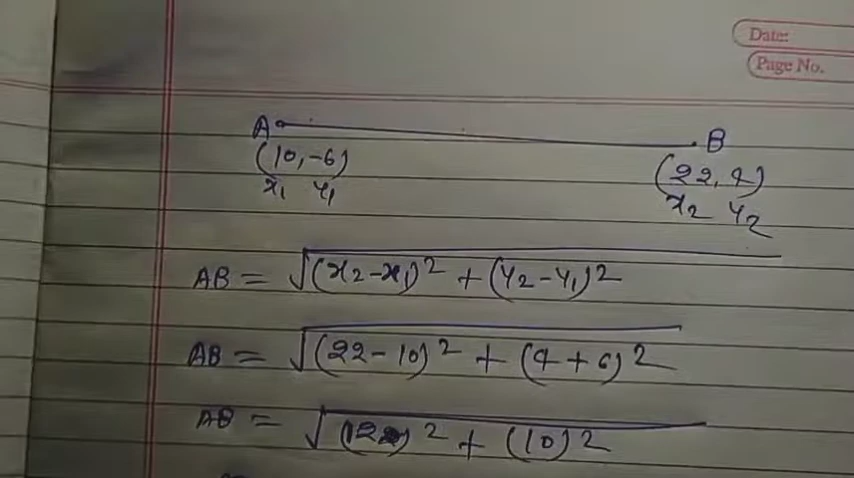 Date:
Page No.
A B
(10, -6) (22, 4)
x₁ y₁ x₂ y₂
AB = √(x₂-x₁)² + (y₂-y₁)²
AB = √(22-10)² + (4+6)²
AB = √(12)² + (10)²